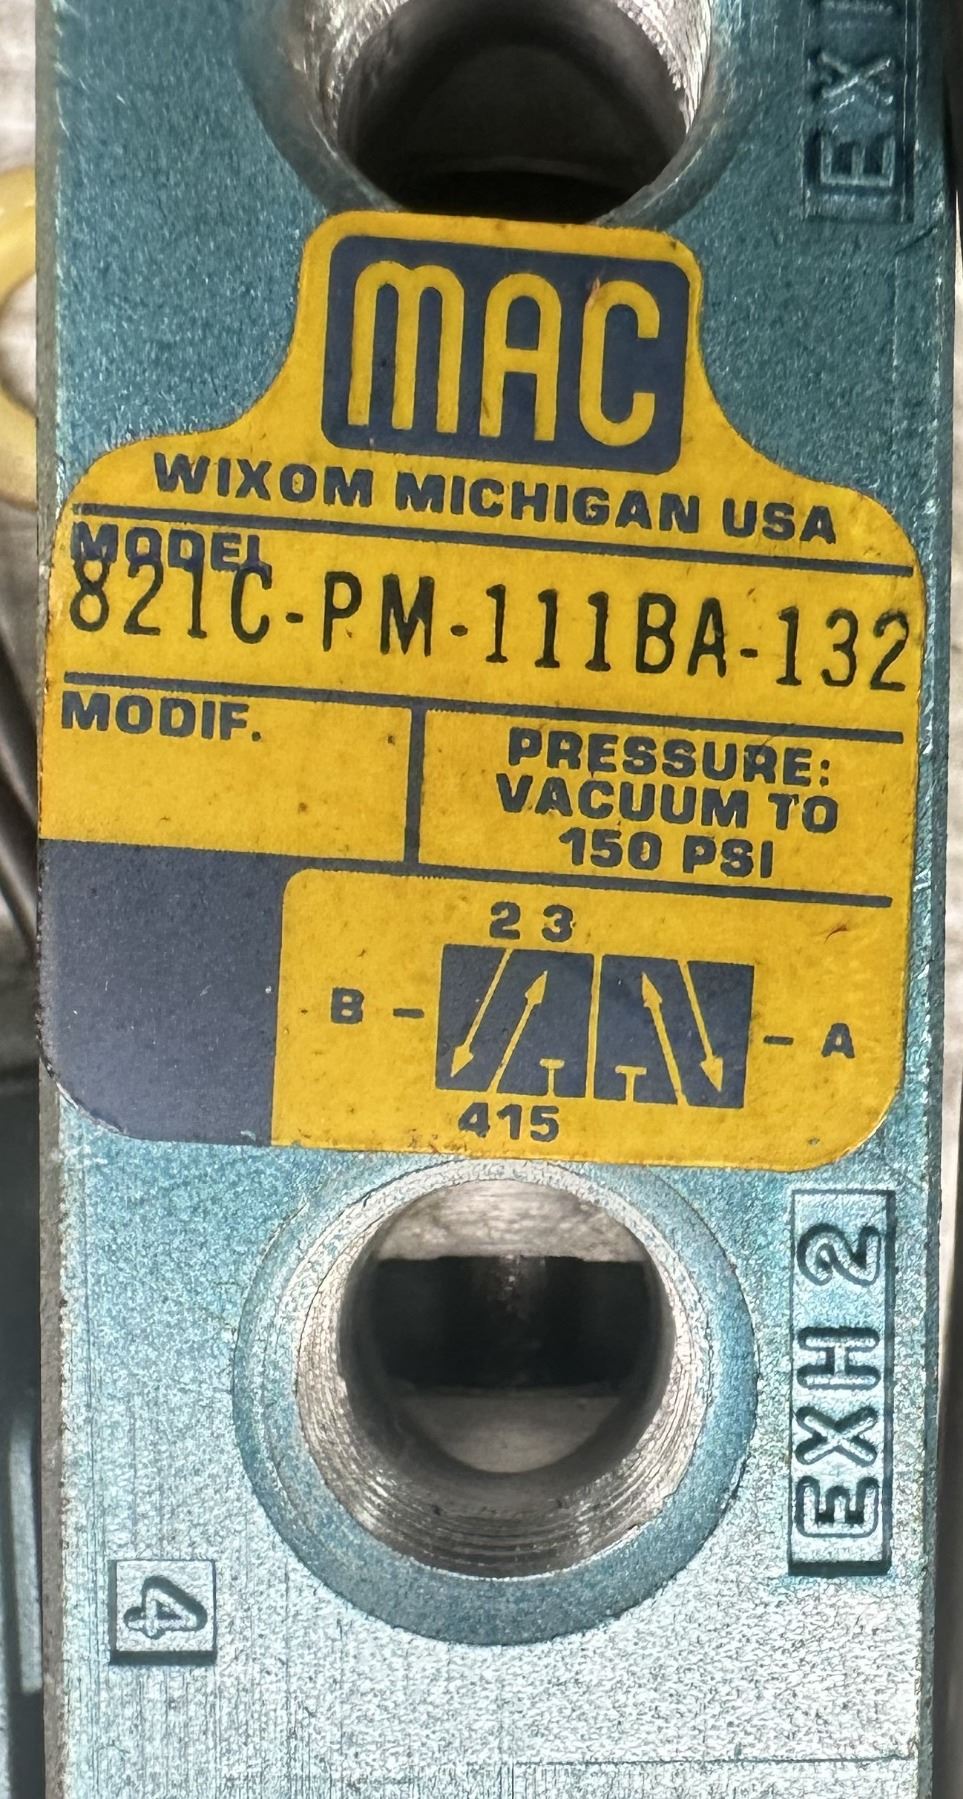 MAC
WIXOM MICHIGAN USA
MODEL
821C-PM-111BA-132
MODIF.
PRESSURE:
VACUUM TO
150 PSI
2 3
B - - A
415
EXH 2
4